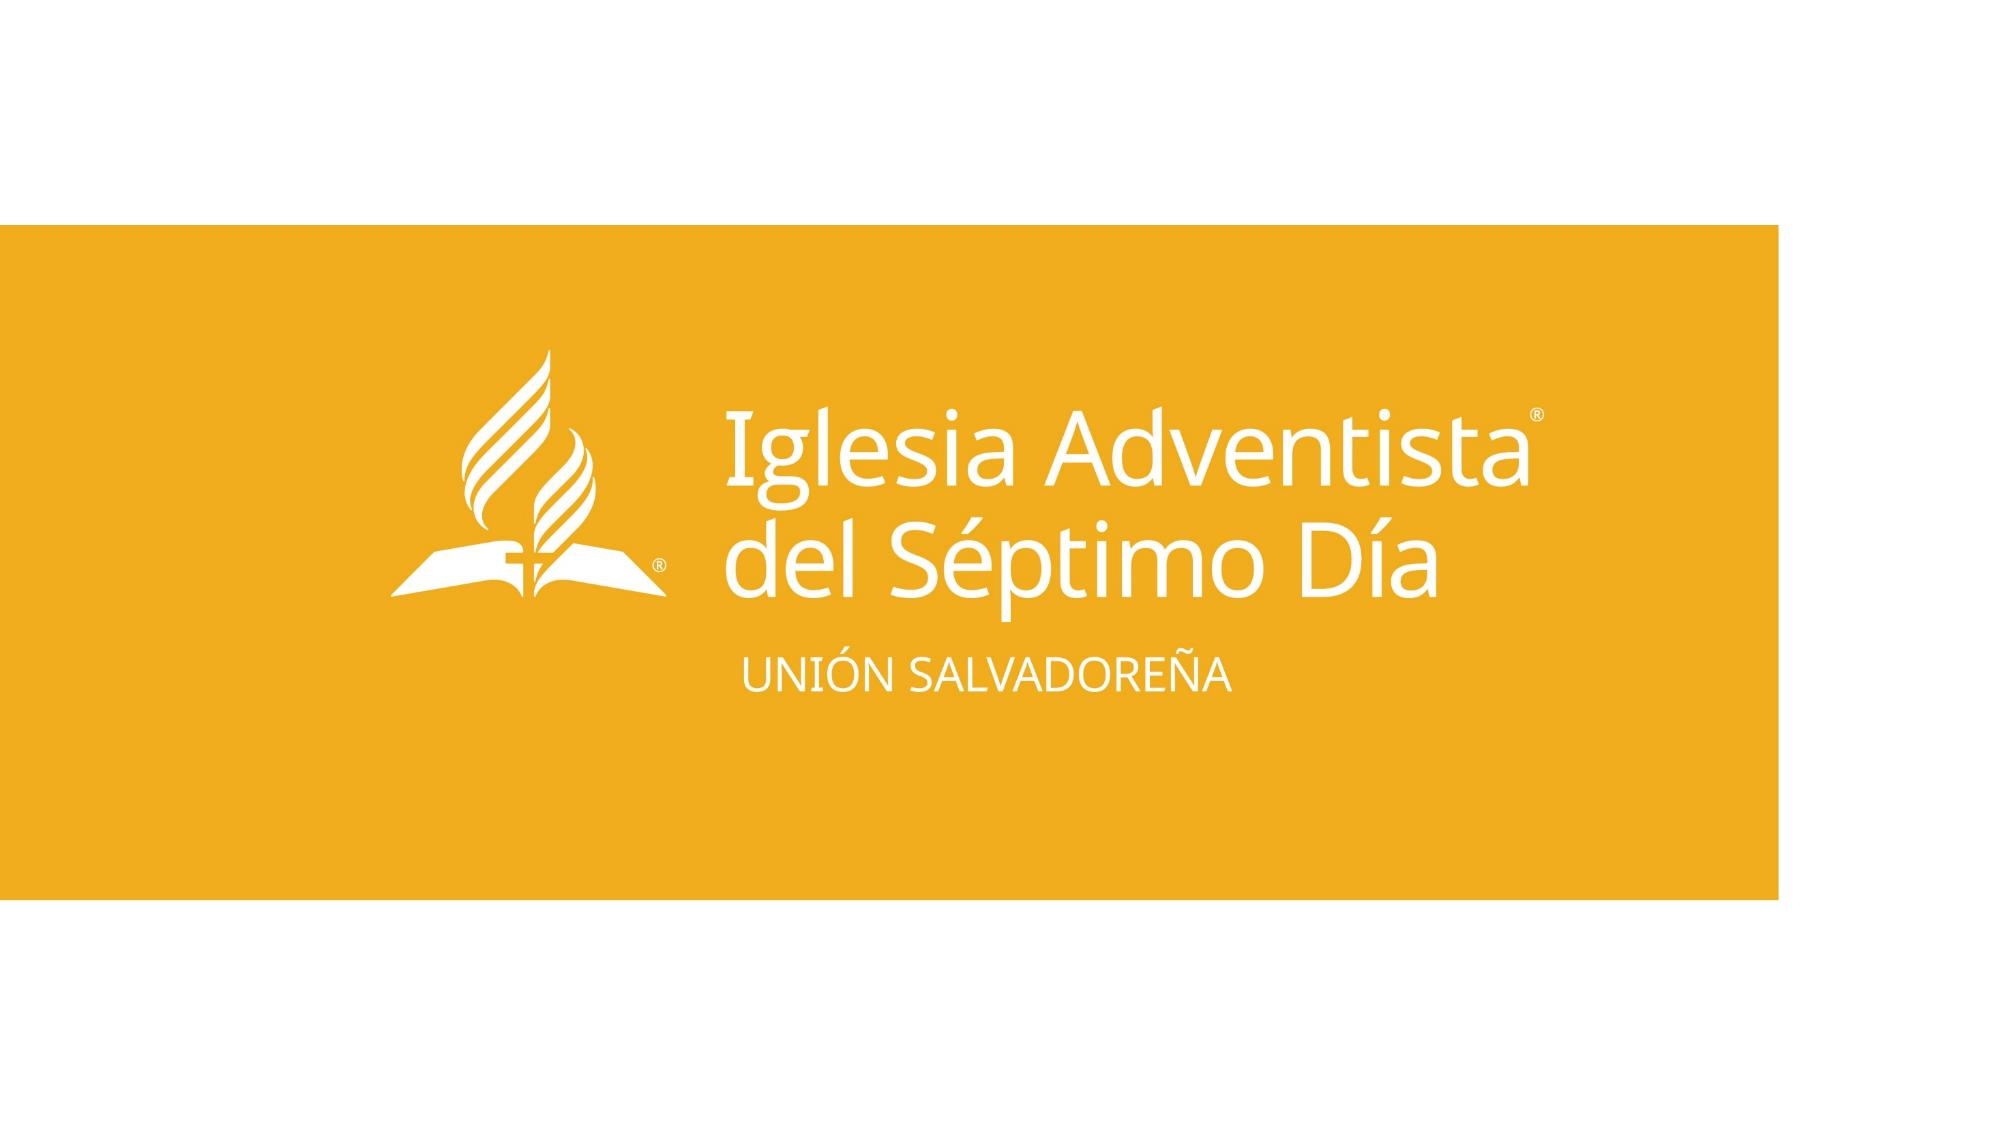 Iglesia Adventista®
del Séptimo Día
®
UNIÓN SALVADOREÑA